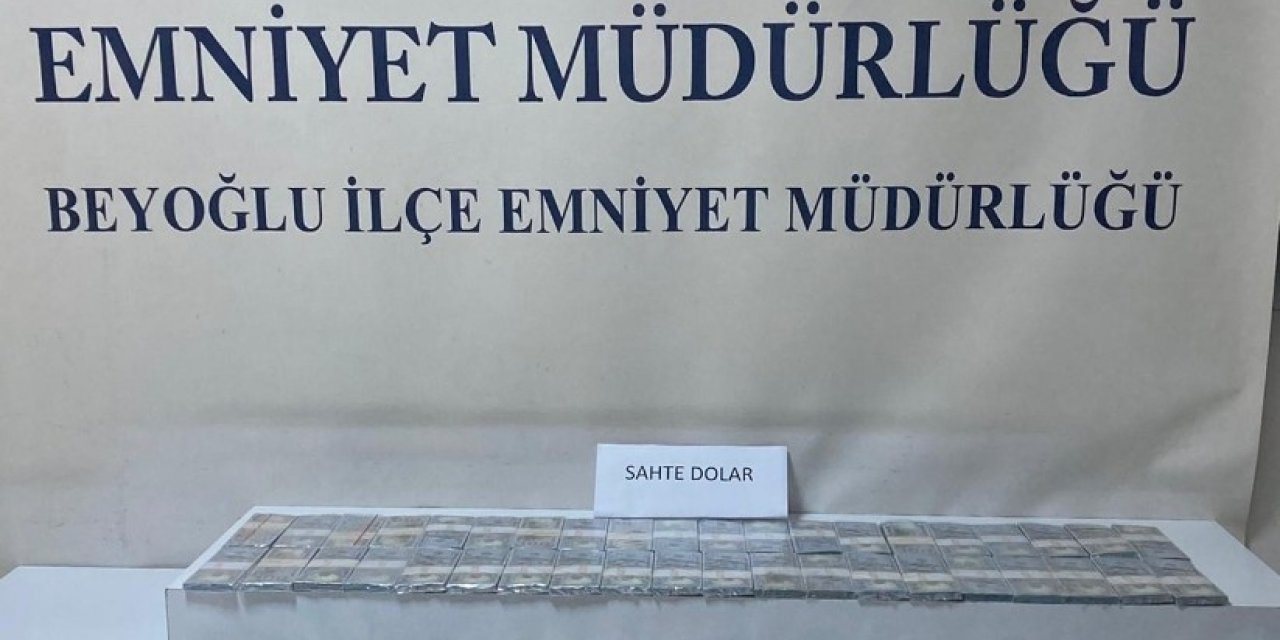 EMNİYET MÜDÜRLÜĞÜ
BEYOĞLU İLÇE EMNİYET MÜDÜRLÜĞÜ
SAHTE DOLAR